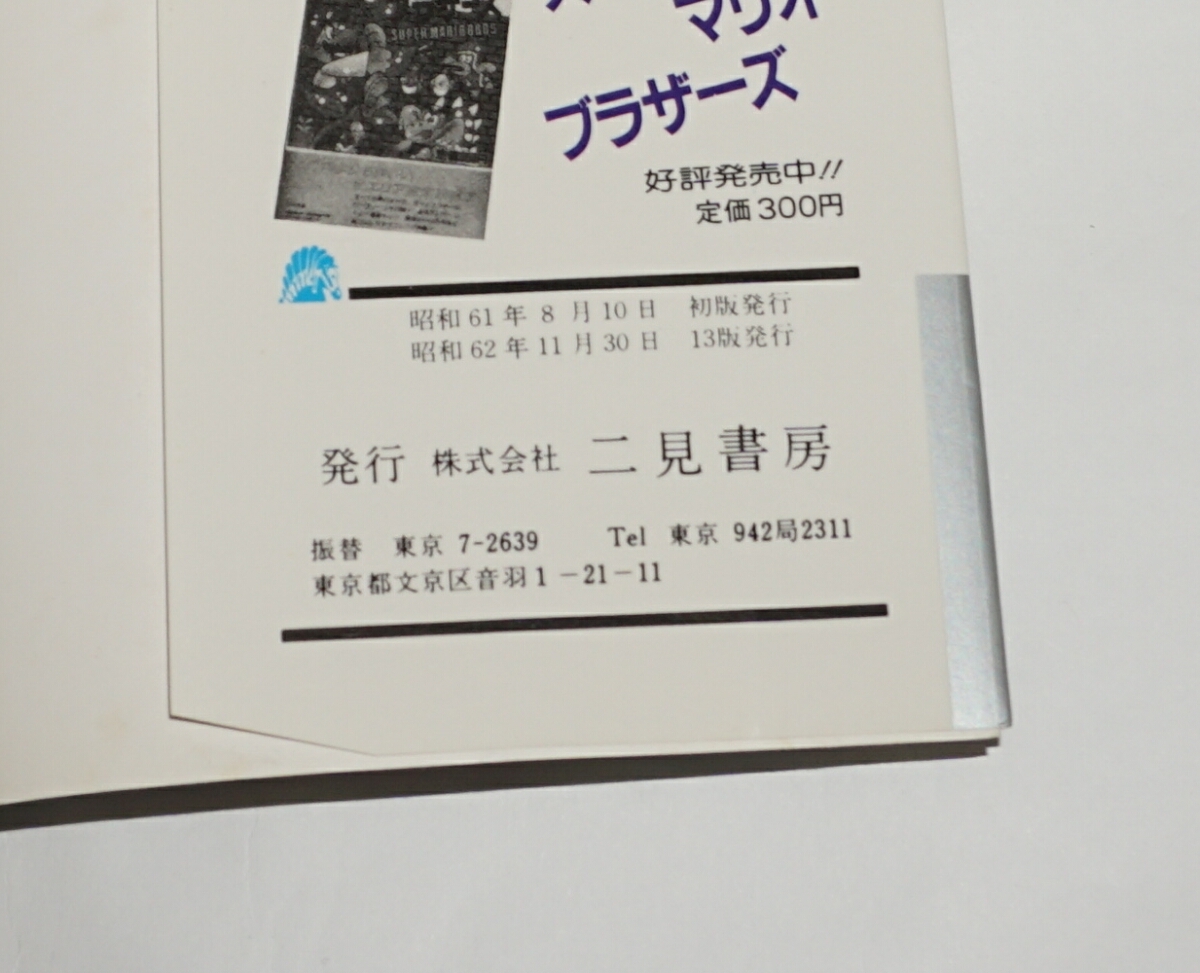 SUPER MARIO BROS
マリオ
ブラザーズ
好評発売中!!
定価300円
昭和61年8月10日 初版発行
昭和62年11月30日 13版発行
発行 株式会社 二見書房
振替 東京 7-2639 Tel 東京 942局2311
東京都文京区音羽1-21-11